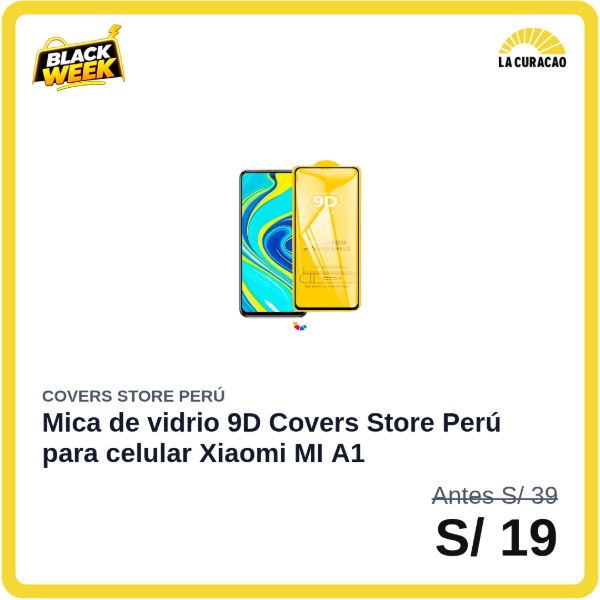 BLACK
WEEK
LA CURACAO
9D
COVERS STORE PERÚ
Mica de vidrio 9D Covers Store Perú
para celular Xiaomi MI A1
Antes S/ 39
S/ 19